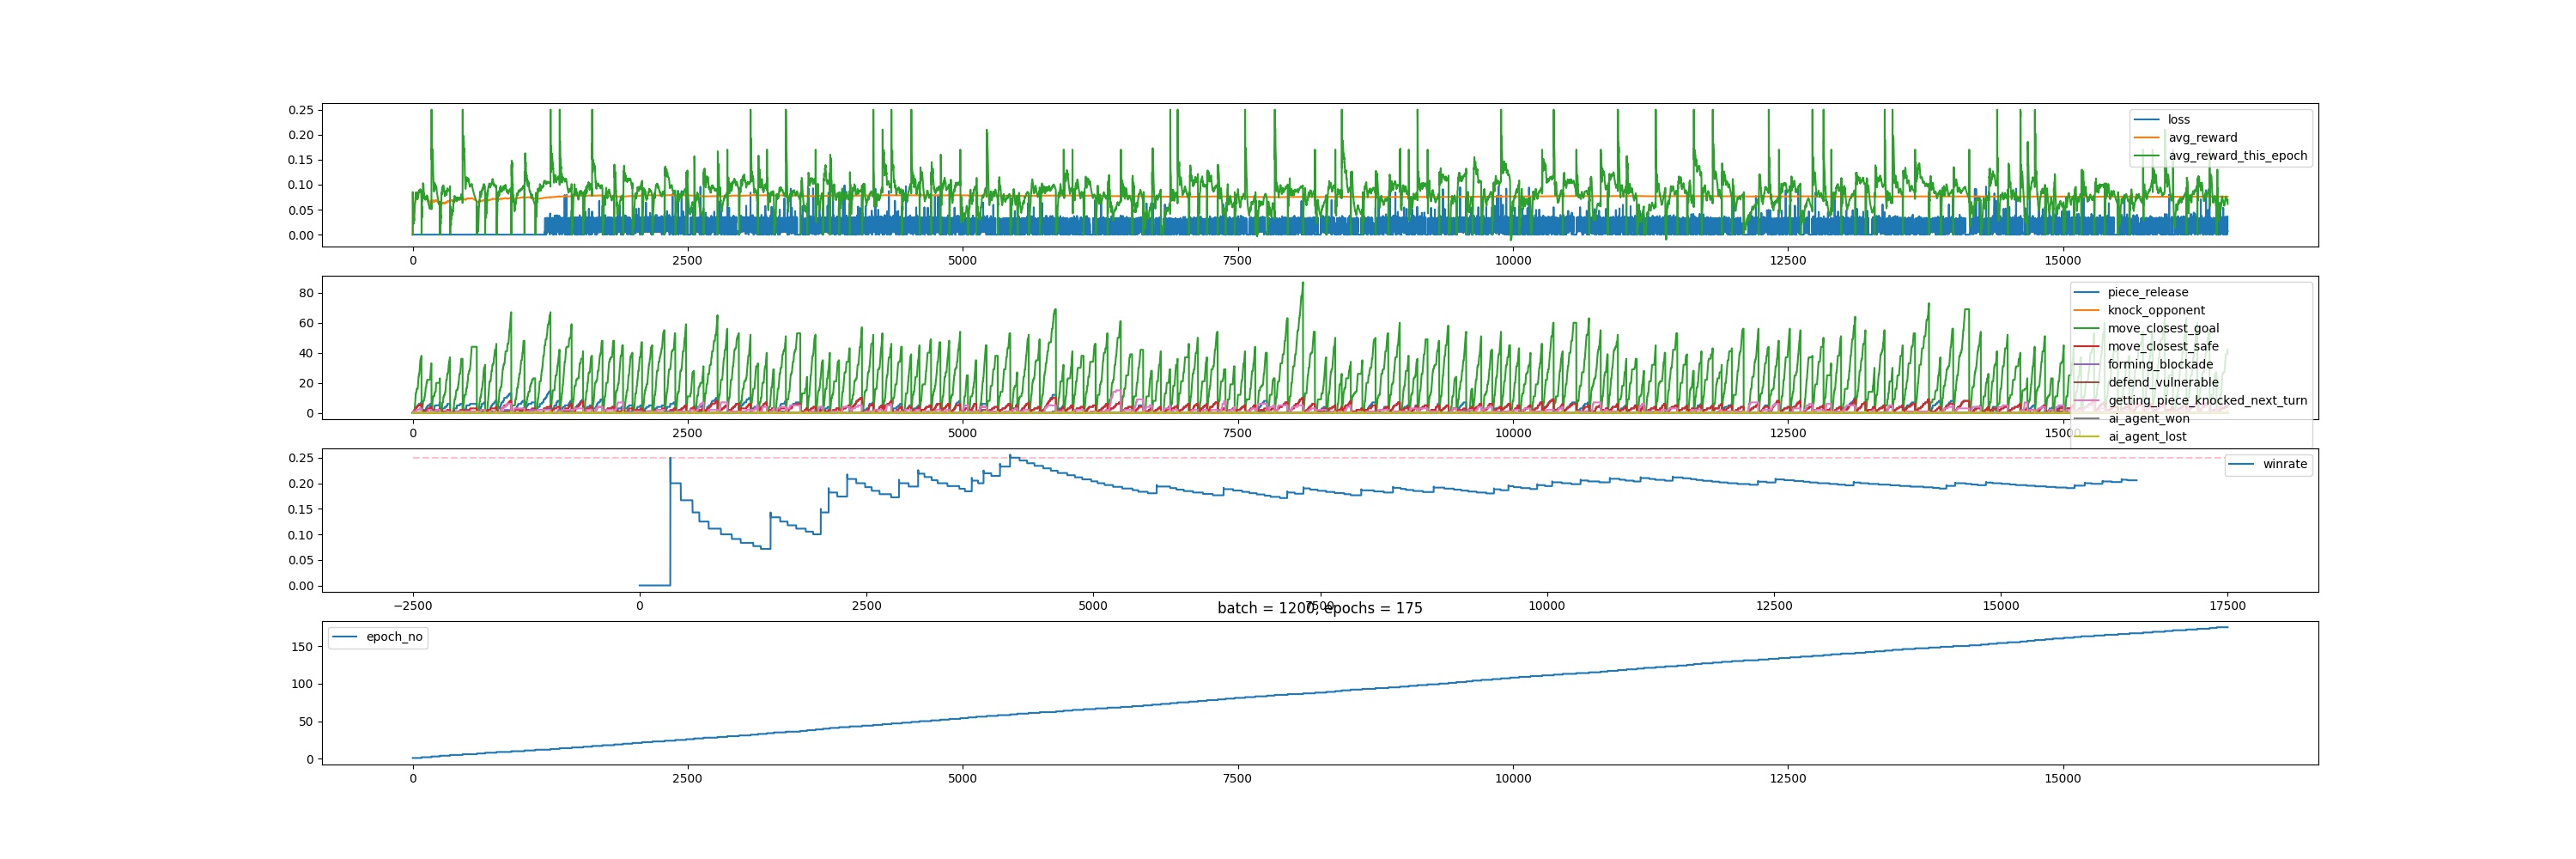 0.25
0.20
0.15
0.10
0.05
0.00
loss
avg_reward
avg_reward_this_epoch
0 2500 5000 7500 10000 12500 15000
80
60
40
20
0
piece_release
knock_opponent
move_closest_goal
move_closest_safe
forming_blockade
defend_vulnerable
getting_piece_knocked_next_turn
ai_agent_won
ai_agent_lost
0 2500 5000 7500 10000 12500 15000
0.25
0.20
0.15
0.10
0.05
0.00
winrate
−2500 0 2500 5000 7500 10000 12500 15000 17500
batch = 1200, epochs = 175
150
100
50
0
epoch_no
0 2500 5000 7500 10000 12500 15000